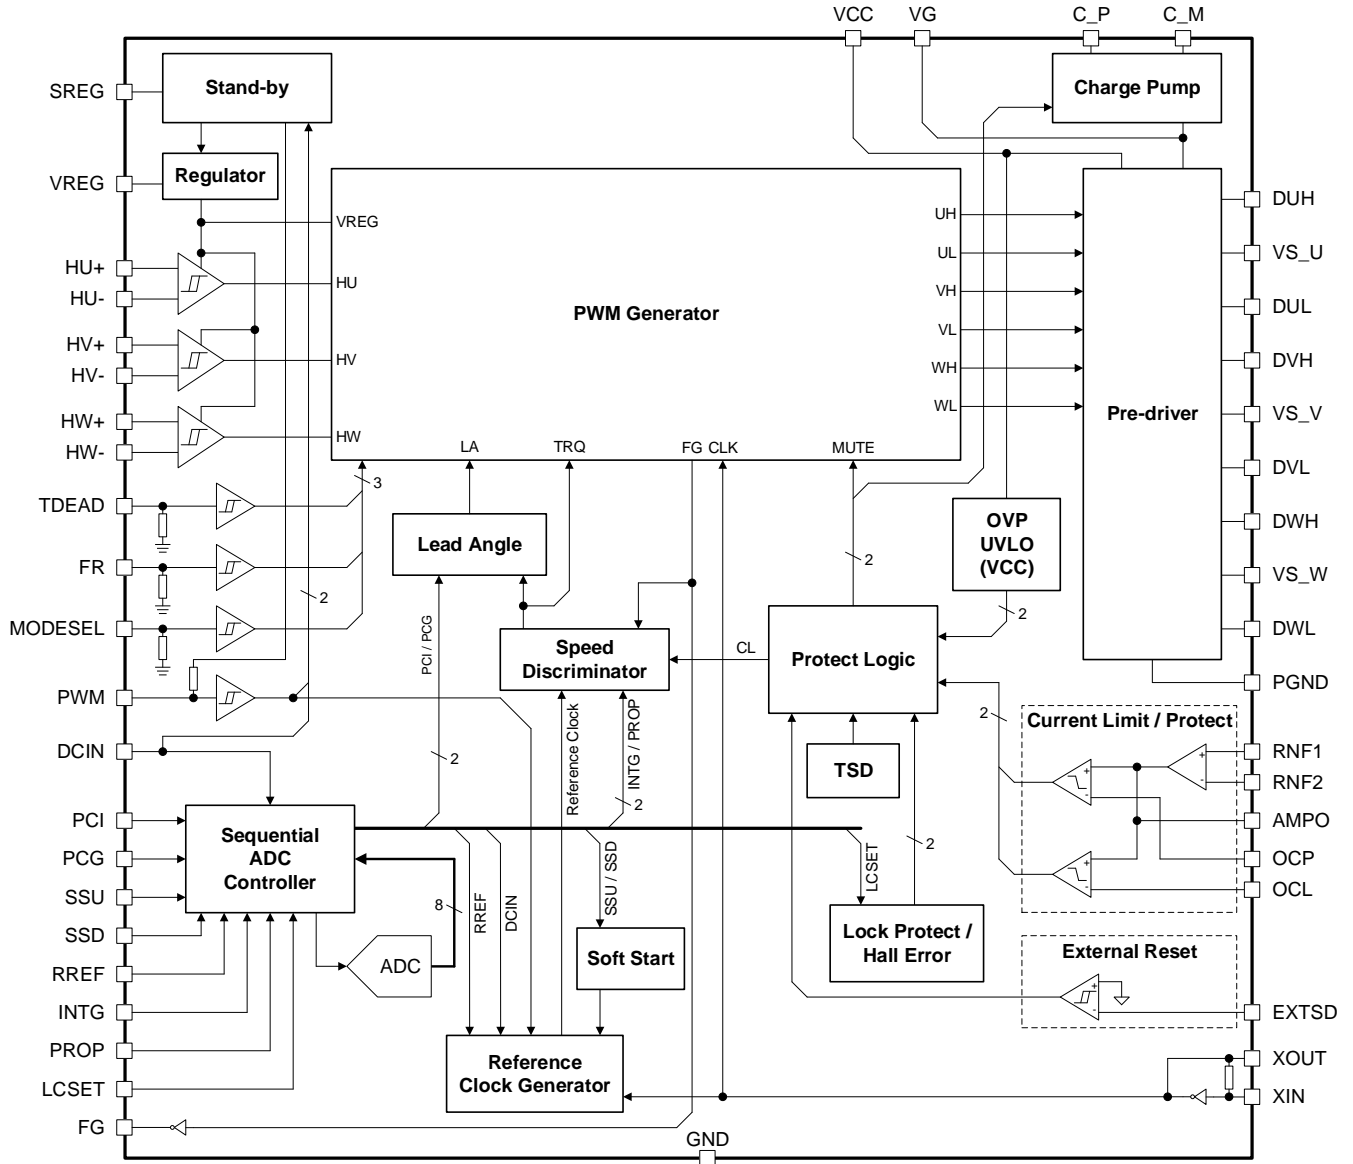 VCC
VG
C_P
C_M
SREG
Stand-by
Charge Pump
VREG
Regulator
VREG
UH
DUH
HU+
HU-
HU
UL
VS_U
VH
DUL
PWM Generator
HV+
HV-
HV
VL
DVH
WH
HW+
HW-
HW
WL
Pre-driver
VS_V
LA
TRQ
FG
CLK
MUTE
DVL
3
TDEAD
DWH
Lead Angle
OVP
UVLO
(VCC)
2
FR
VS_W
2
2
MODESEL
DWL
PCI / PCG
Speed
Discriminator
CL
Protect Logic
PWM
PGND
Reference Clock
INTG / PROP
2
Current Limit / Protect
DCIN
2
TSD
+
-
+
-
RNF1
RNF2
2
PCI
AMPO
Sequential
ADC
Controller
PCG
2
+
-
OCP
SSU
LCSET
OCL
8
RREF
DCIN
SSU / SSD
SSD
Lock Protect /
Hall Error
External Reset
RREF
ADC
Soft Start
+
-
INTG
EXTSD
PROP
XOUT
Reference
Clock Generator
LCSET
XIN
FG
GND